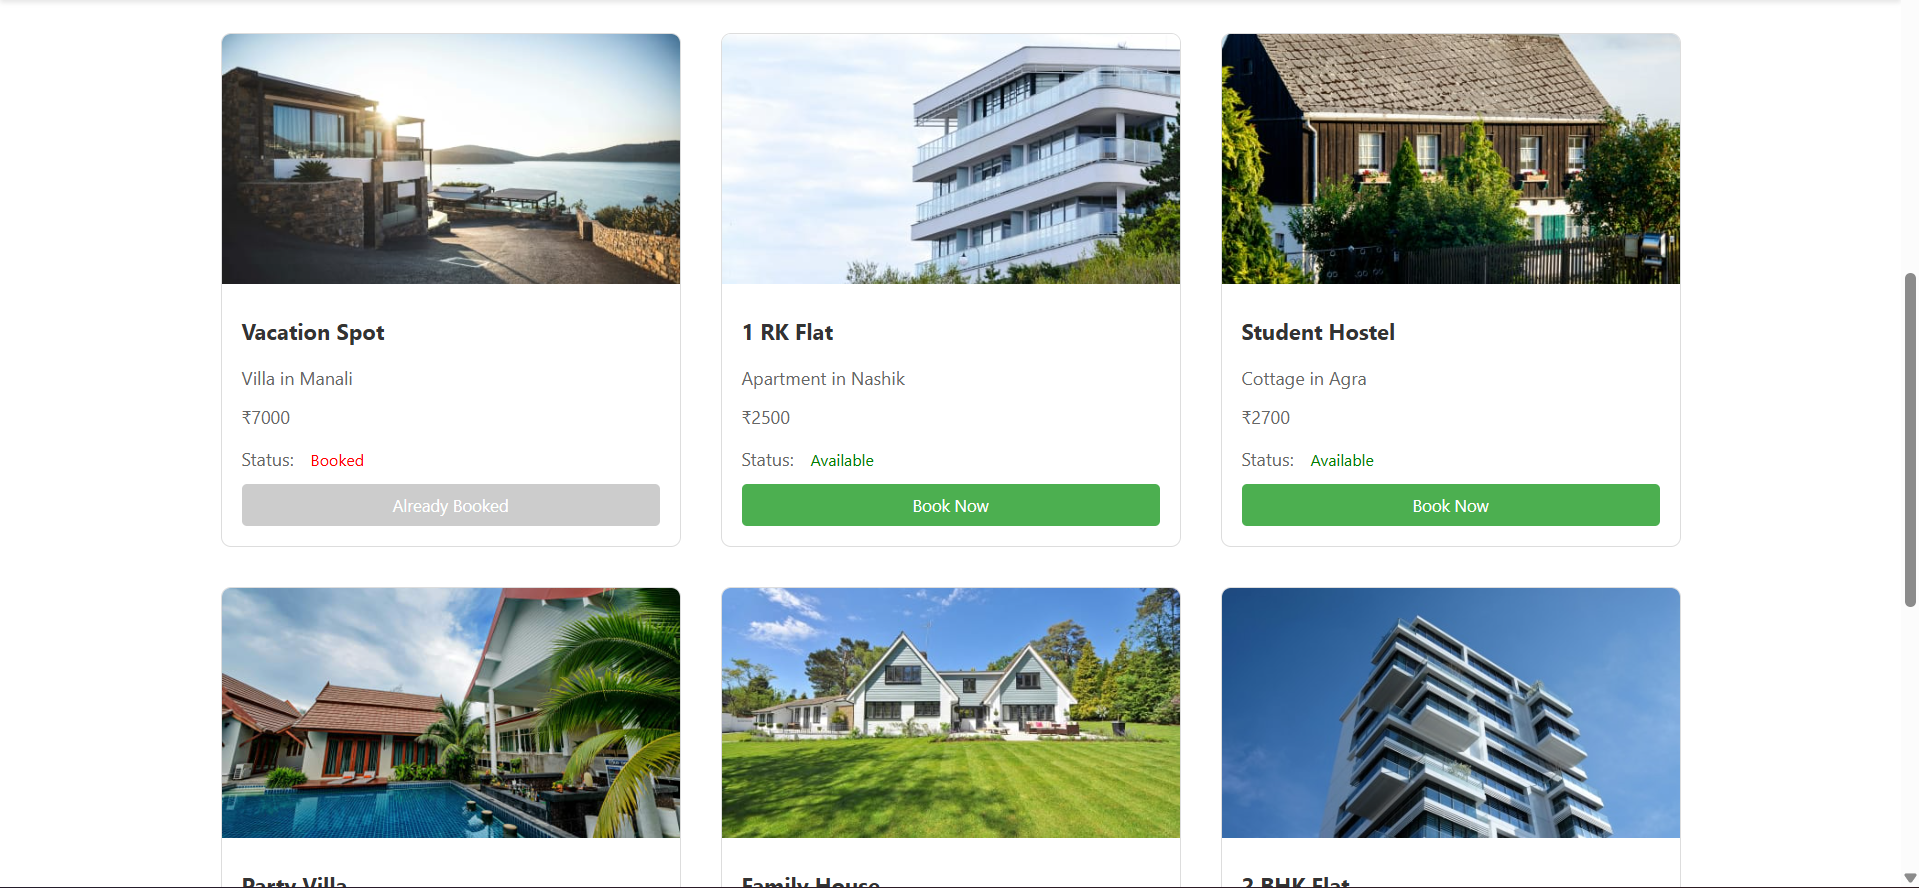 Vacation Spot
Villa in Manali
₹7000
Status: Booked
Already Booked
1 RK Flat
Apartment in Nashik
₹2500
Status: Available
Book Now
Student Hostel
Cottage in Agra
₹2700
Status: Available
Book Now
Party Villa
Family House
2 BHK Flat